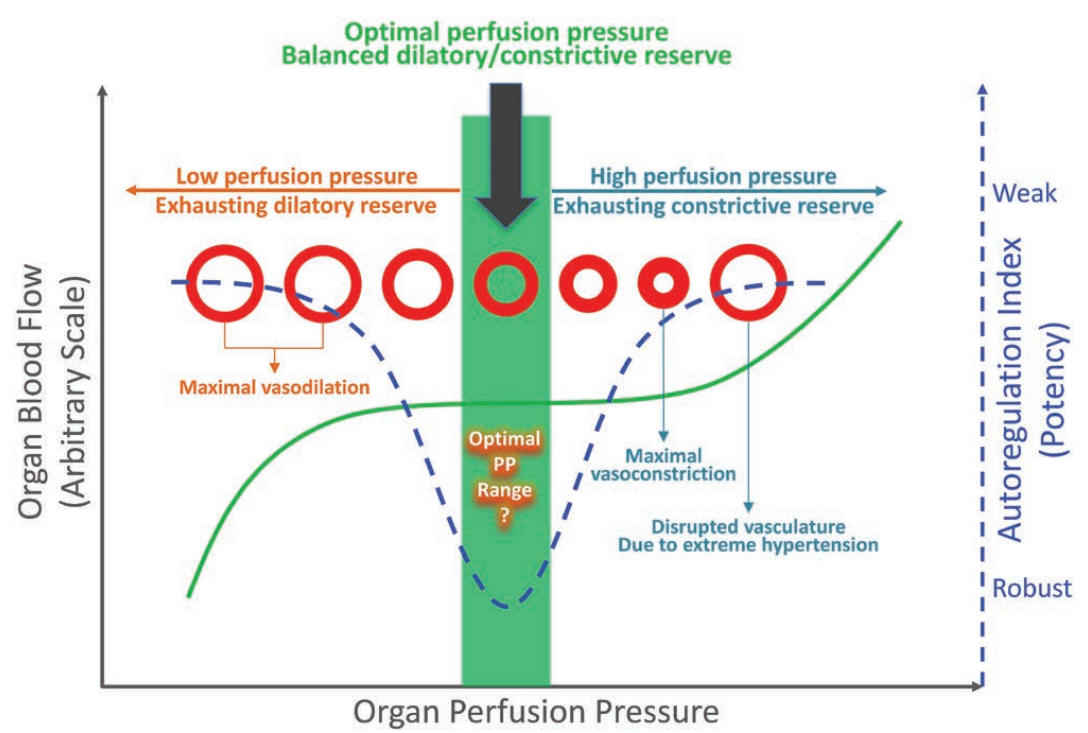 Optimal perfusion pressure
Balanced dilatory/constrictive reserve
Low perfusion pressure
Exhausting dilatory reserve
High perfusion pressure
Exhausting constrictive reserve
Weak
Organ Blood Flow
(Arbitrary Scale)
Autoregulation Index
(Potency)
Maximal vasodilation
Optimal
PP
Range
?
Maximal
vasoconstriction
Disrupted vasculature
Due to extreme hypertension
Robust
Organ Perfusion Pressure